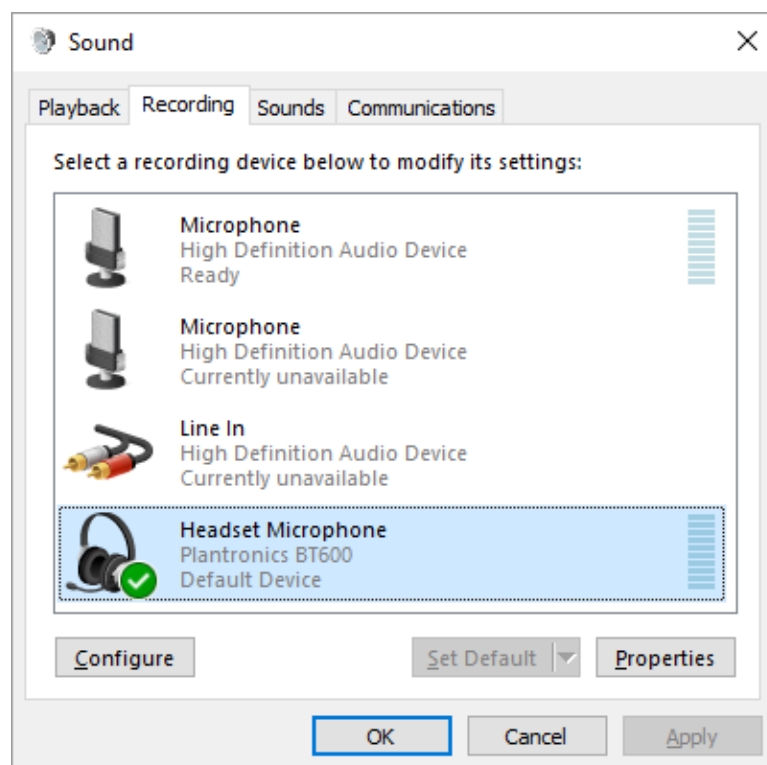 Sound
Playback Recording Sounds Communications
Select a recording device below to modify its settings:
Microphone
High Definition Audio Device
Ready
Microphone
High Definition Audio Device
Currently unavailable
Line In
High Definition Audio Device
Currently unavailable
Headset Microphone
Plantronics BT600
Default Device
Configure Set Default Properties
OK Cancel Apply